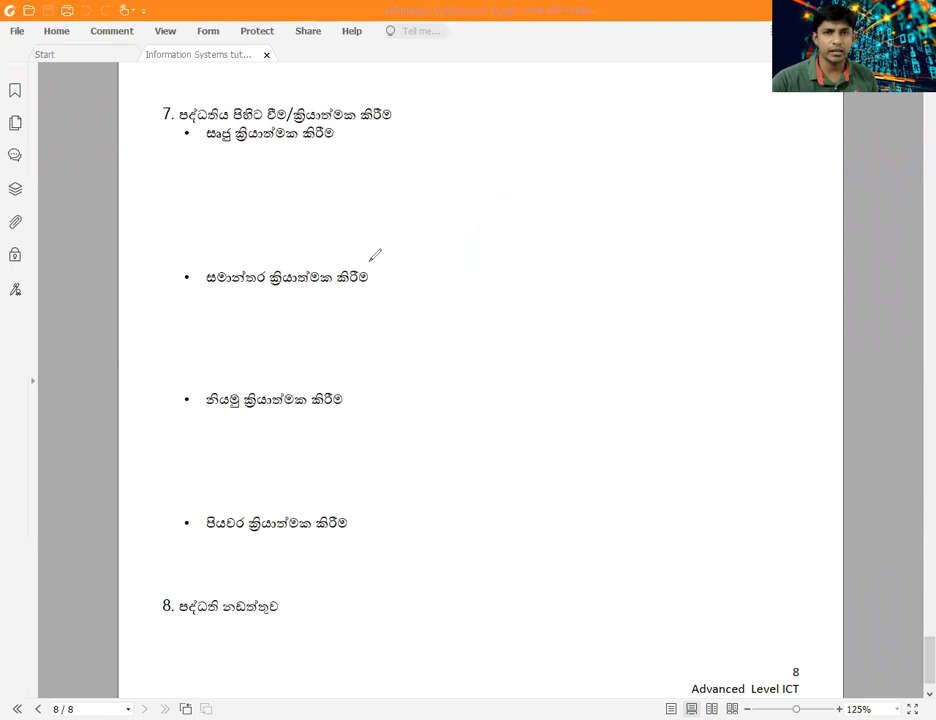 File Home Comment View Form Protect Share Help Tell me...
Start Information Systems tut...
7. පද්ධතිය පිහිට වීම/ක්‍රියාත්මක කිරීම
• සෘජු ක්‍රියාත්මක කිරීම
• සමාන්තර ක්‍රියාත්මක කිරීම
• නියමු ක්‍රියාත්මක කිරීම
• පියවර ක්‍රියාත්මක කිරීම
8. පද්ධති නඩත්තුව
8
Advanced Level ICT
8 / 8 125%